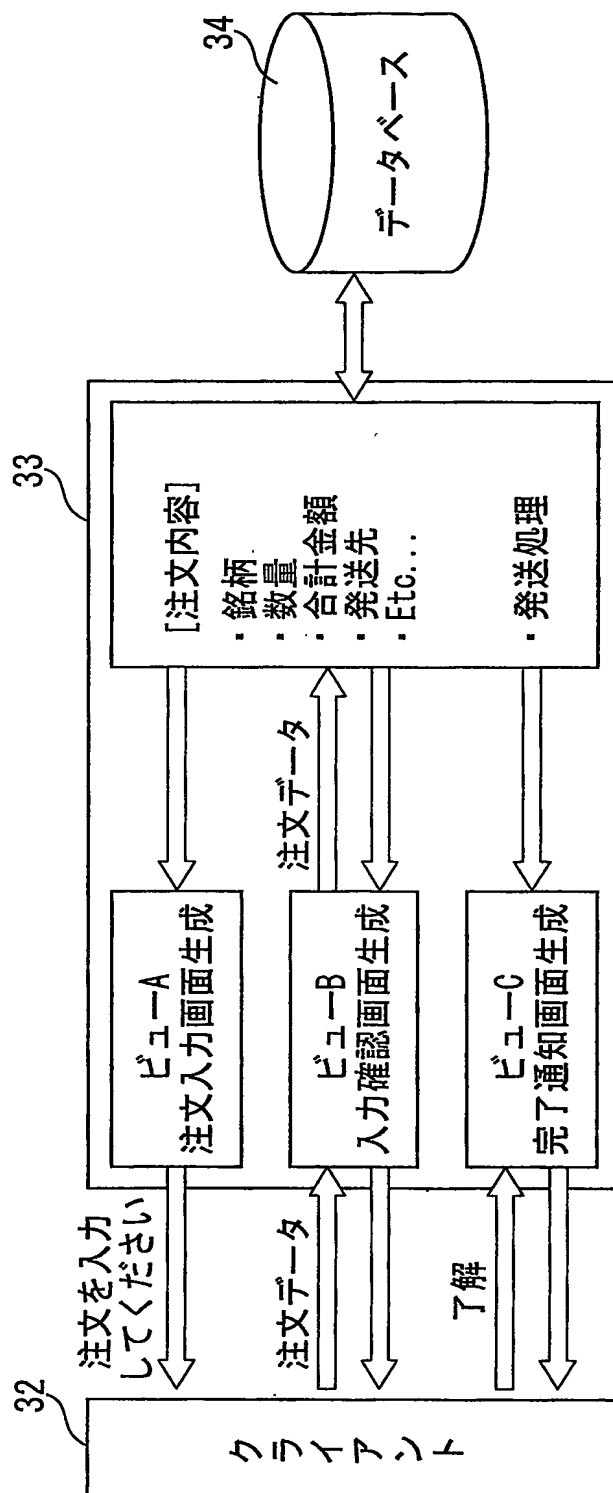 32
クライアント
注文を入力
してください
注文データ
了解
33
ビューA
注文入力画面生成
ビューB
入力確認画面生成
ビューC
完了通知画面生成
注文データ
[注文内容]
・銘柄
・数量
・合計金額
・発送先
・Etc...
・発送処理
34
データベース